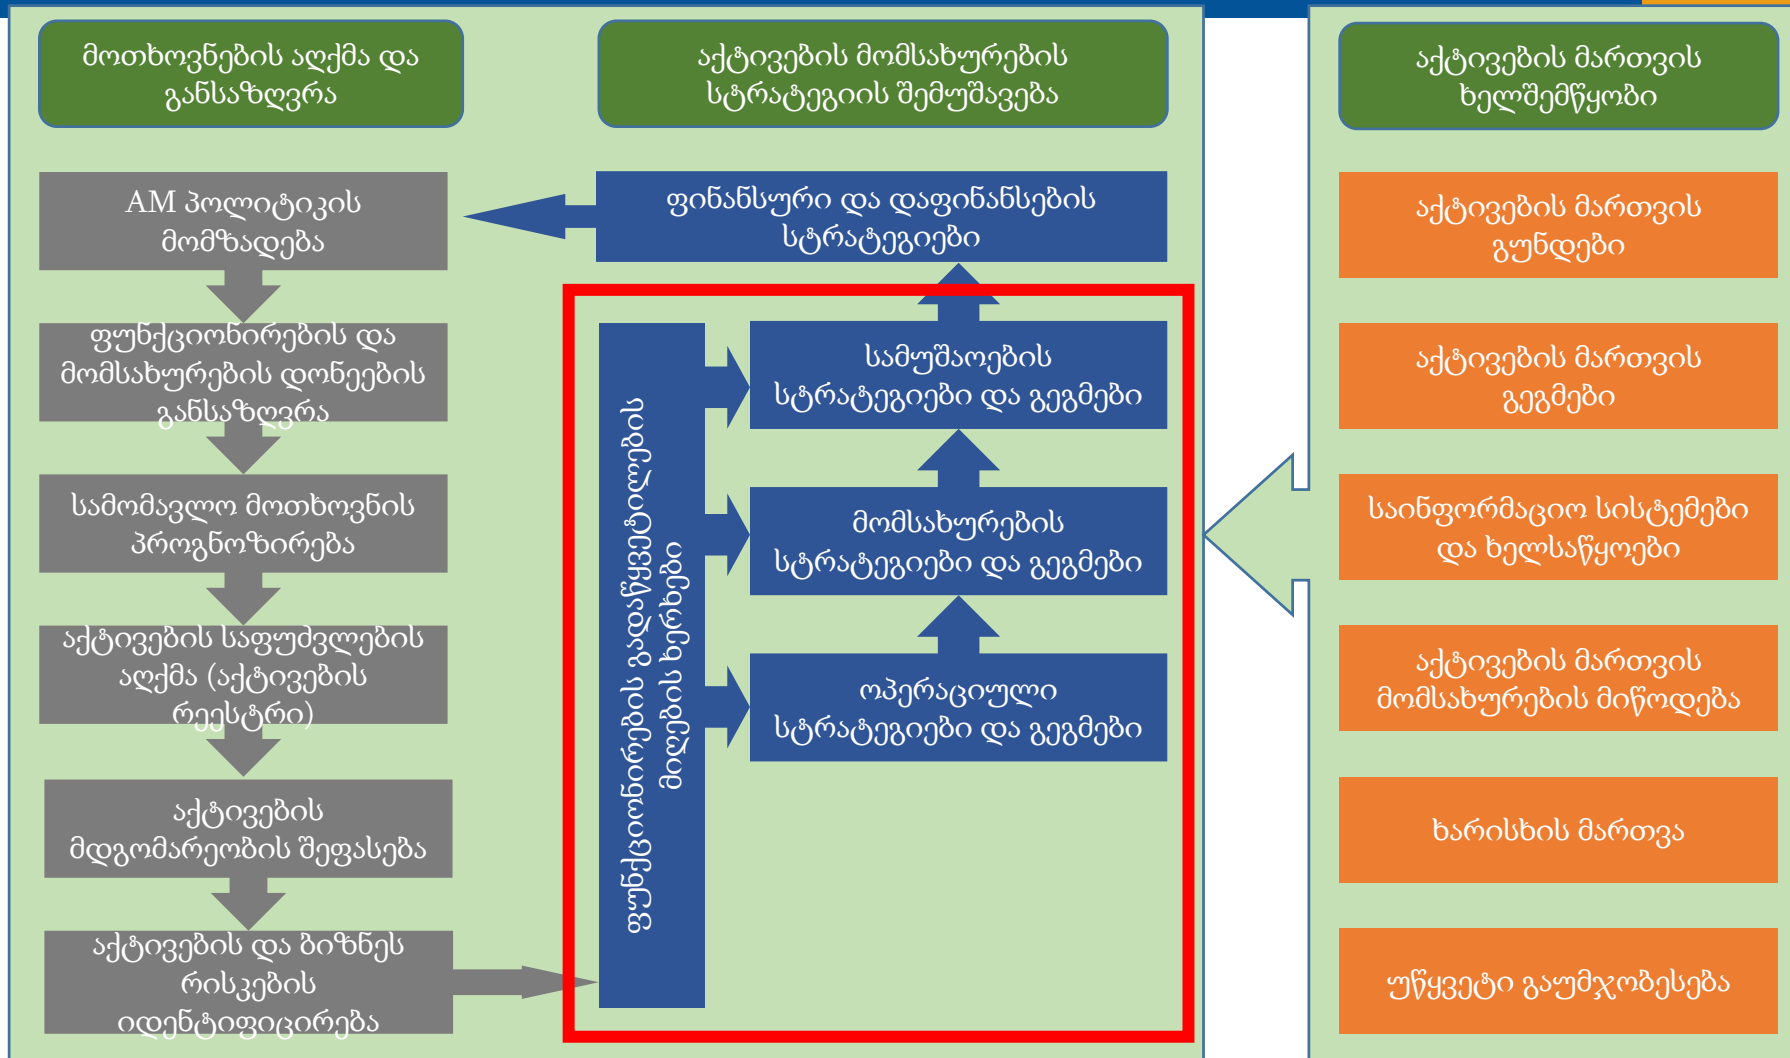 მოთხოვნების აღქმა და
განსაზღვრა
აქტივების მომსახურების
სტრატეგიის შემუშავება
აქტივების მართვის
ხელშემწყობი
AM პოლიტიკის
მომზადება
ფუნქციონირების და
მომსახურების დონეების
განსაზღვრა
სამომავლო მოთხოვნის
პროგნოზირება
აქტივების საფუძვლების
აღქმა (აქტივების
რეესტრი)
აქტივების
მდგომარეობის შეფასება
აქტივების და ბიზნეს
რისკების
იდენტიფიცირება
ფინანსური და დაფინანსების
სტრატეგიები
ფუნქციონირების გადაწყვეტილების
მიღების ხერხები
სამუშაოების
სტრატეგიები და გეგმები
მომსახურების
სტრატეგიები და გეგმები
ოპერაციული
სტრატეგიები და გეგმები
აქტივების მართვის
გუნდები
აქტივების მართვის
გეგმები
საინფორმაციო სისტემები
და ხელსაწყოები
აქტივების მართვის
მომსახურების მიწოდება
ხარისხის მართვა
უწყვეტი გაუმჯობესება